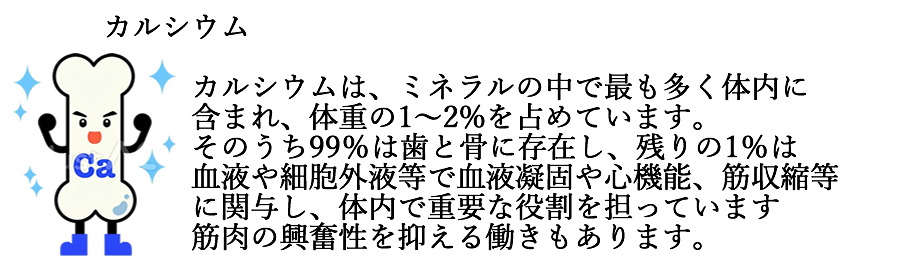 カルシウム
カルシウムは、ミネラルの中で最も多く体内に
含まれ、体重の1〜2%を占めています。
そのうち99%は歯と骨に存在し、残りの1%は
血液や細胞外液等で血液凝固や心機能、筋収縮等
に関与し、体内で重要な役割を担っています
筋肉の興奮性を抑える働きもあります。
Ca